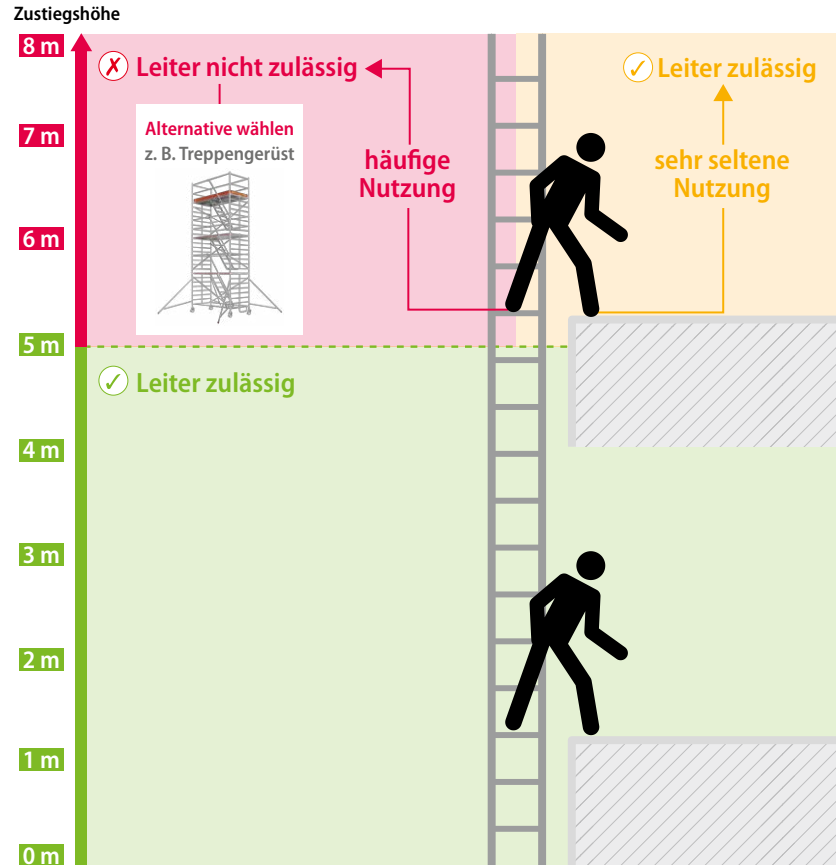 Zustiegshöhe
8 m
Leiter nicht zulässig
Leiter zulässig
Alternative wählen
z. B. Treppengerüst
7 m
häufige
Nutzung
sehr seltene
Nutzung
6 m
5 m
Leiter zulässig
4 m
3 m
2 m
1 m
0 m